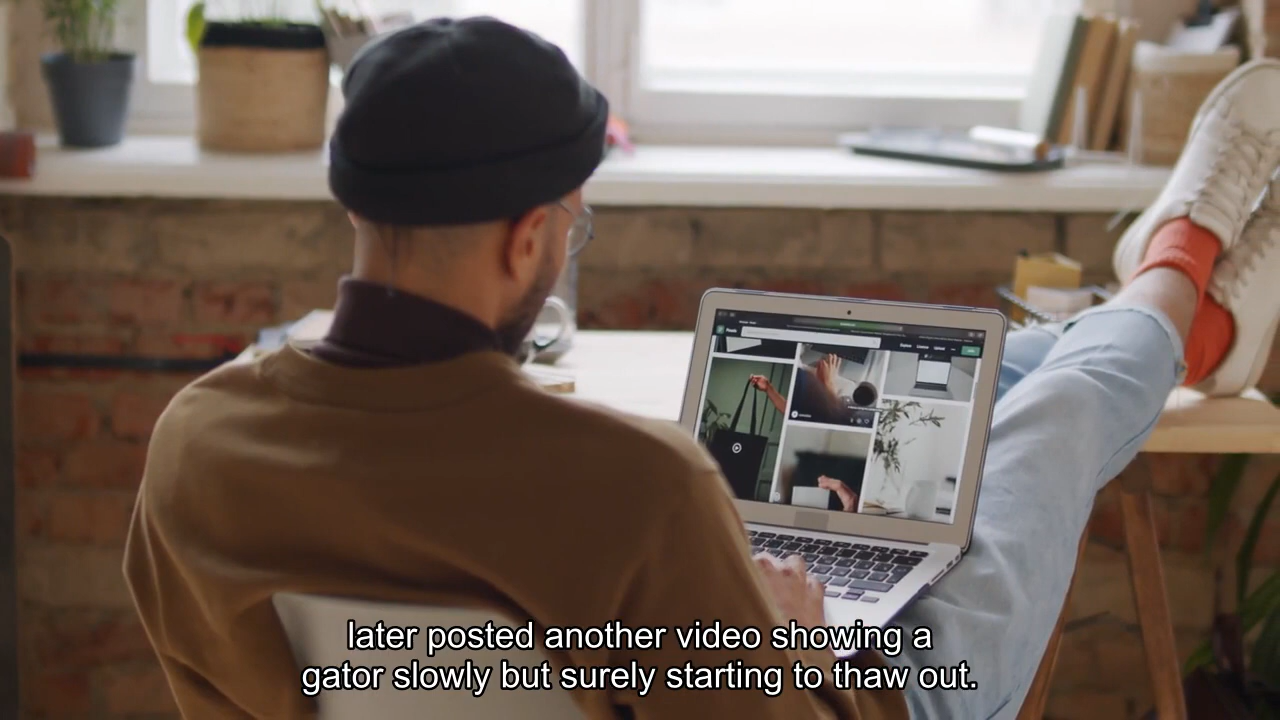 later posted another video showing a
gator slowly but surely starting to thaw out.